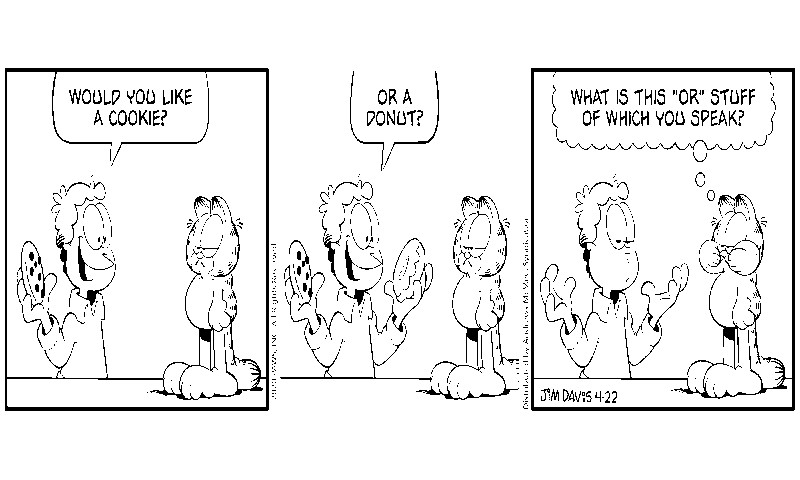 WOULD YOU LIKE
A COOKIE?
OR A
DONUT?
WHAT IS THIS "OR" STUFF
OF WHICH YOU SPEAK?
JIM DAVIS 4-22